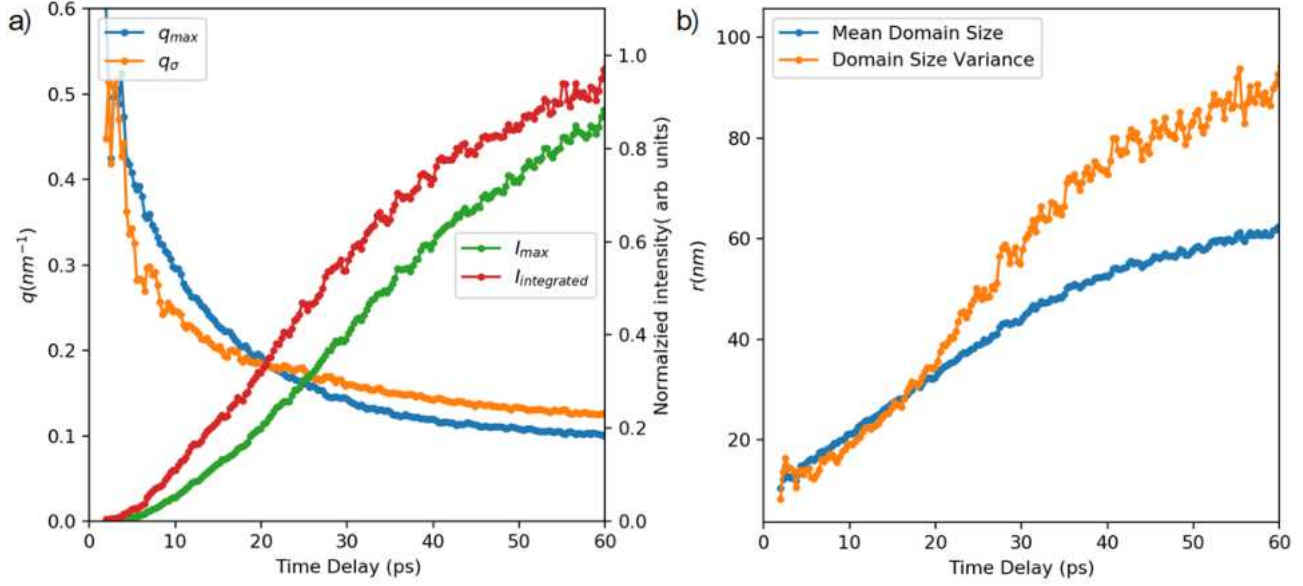 a)
q_max
q_σ
I_max
I_integrated
0.6
0.5
0.4
0.3
0.2
0.1
0.0
q(nm⁻¹)
1.0
0.8
0.6
0.4
0.2
0.0
Normalzied intensity( arb units)
0 10 20 30 40 50 60
Time Delay (ps)
b)
Mean Domain Size
Domain Size Variance
100
80
60
40
20
r(nm)
0 10 20 30 40 50 60
Time Delay (ps)